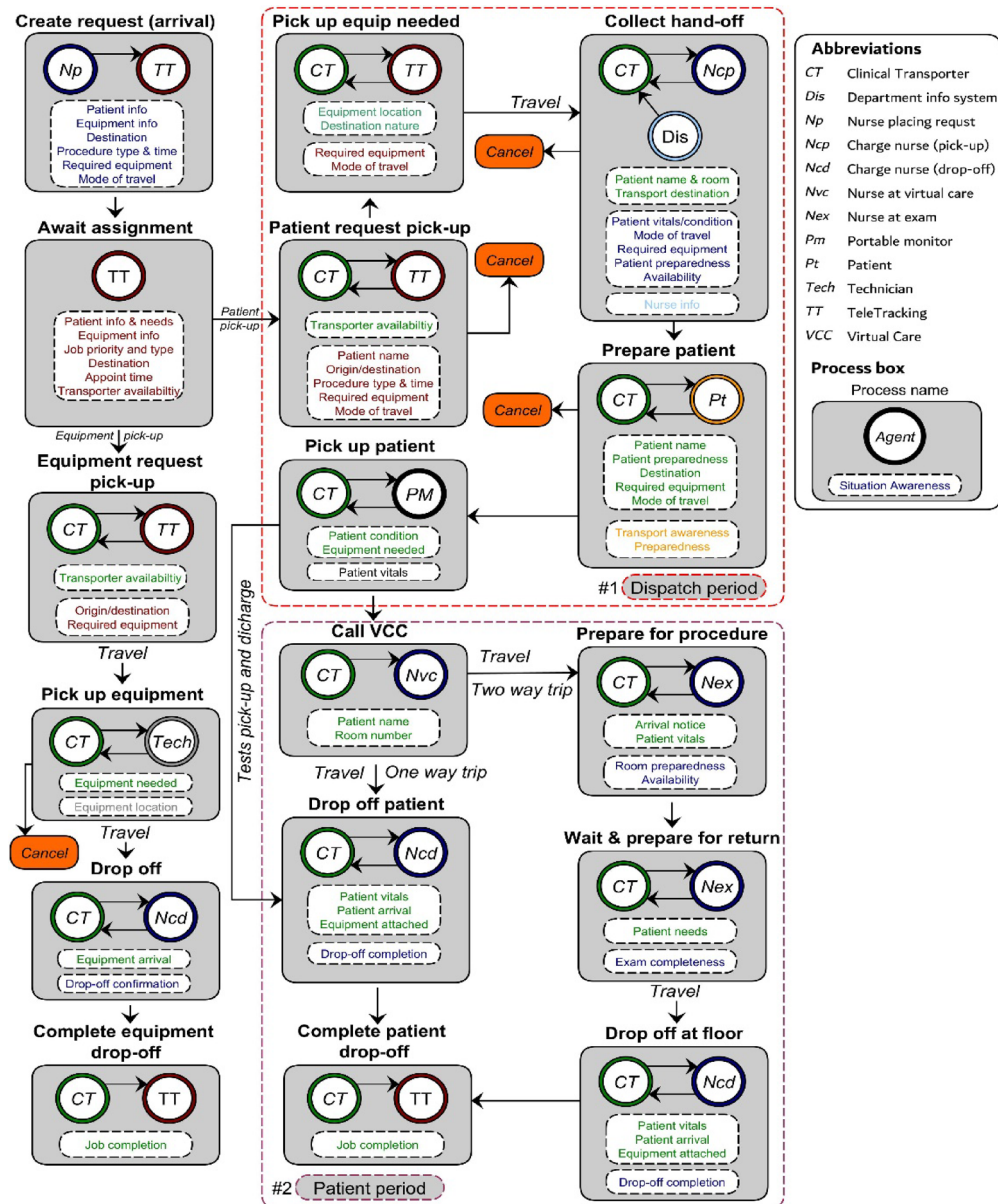 Create request (arrival)
Np
TT
Patient info
Equipment info
Destination
Procedure type & time
Required equipment
Mode of travel
Await assignment
TT
Patient info & needs
Equipment info
Job priority and type
Destination
Appoint time
Transporter availabiltiy
Patient
pick-up
Equipment
pick-up
Equipment request
pick-up
CT
TT
Transporter availabiltiy
Origin/destination
Required equipment
Travel
Pick up equipment
CT
Tech
Equipment needed
Equipment location
Cancel
Travel
Drop off
CT
Ncd
Equipment arrival
Drop-off confirmation
Complete equipment
drop-off
CT
TT
Job completion
Pick up equip needed
CT
TT
Equipment location
Destination nature
Required equipment
Mode of travel
Travel
Patient request pick-up
CT
TT
Transporter availabiltiy
Patient name
Origin/destination
Procedure type & time
Required equipment
Mode of travel
Cancel
Collect hand-off
CT
Ncp
Dis
Patient name & room
Transport destination
Patient vitals/condition
Mode of travel
Required equipment
Patient preparedness
Availability
Nurse info
Cancel
Prepare patient
CT
Pt
Patient name
Patient preparedness
Destination
Required equipment
Mode of travel
Transport awareness
Preparedness
Cancel
Pick up patient
CT
PM
Patient condition
Equipment needed
Patient vitals
#1 Dispatch period
Tests pick-up and dicharge
Call VCC
CT
Nvc
Patient name
Room number
Travel
Two way trip
Travel
One way trip
Drop off patient
CT
Ncd
Patient vitals
Patient arrival
Equipment attached
Drop-off completion
Complete patient
drop-off
CT
TT
Job completion
Prepare for procedure
CT
Nex
Arrival notice
Patient vitals
Room preparedness
Availability
Wait & prepare for return
CT
Nex
Patient needs
Exam completeness
Travel
Drop off at floor
CT
Ncd
Patient vitals
Patient arrival
Equipment attached
Drop-off completion
#2 Patient period
Abbreviations
CT Clinical Transporter
Dis Department info system
Np Nurse placing requst
Ncp Charge nurse (pick-up)
Ncd Charge nurse (drop-off)
Nvc Nurse at virtual care
Nex Nurse at exam
Pm Portable monitor
Pt Patient
Tech Technician
TT TeleTracking
VCC Virtual Care
Process box
Process name
Agent
Situation Awareness